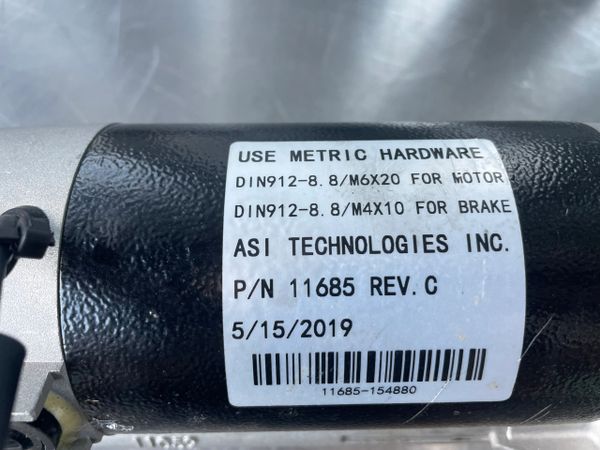 USE METRIC HARDWARE
DIN912-8.8/M6X20 FOR MOTOR
DIN912-8.8/M4X10 FOR BRAKE
ASI TECHNOLOGIES INC.
P/N 11685 REV.C
5/15/2019
11685-154880